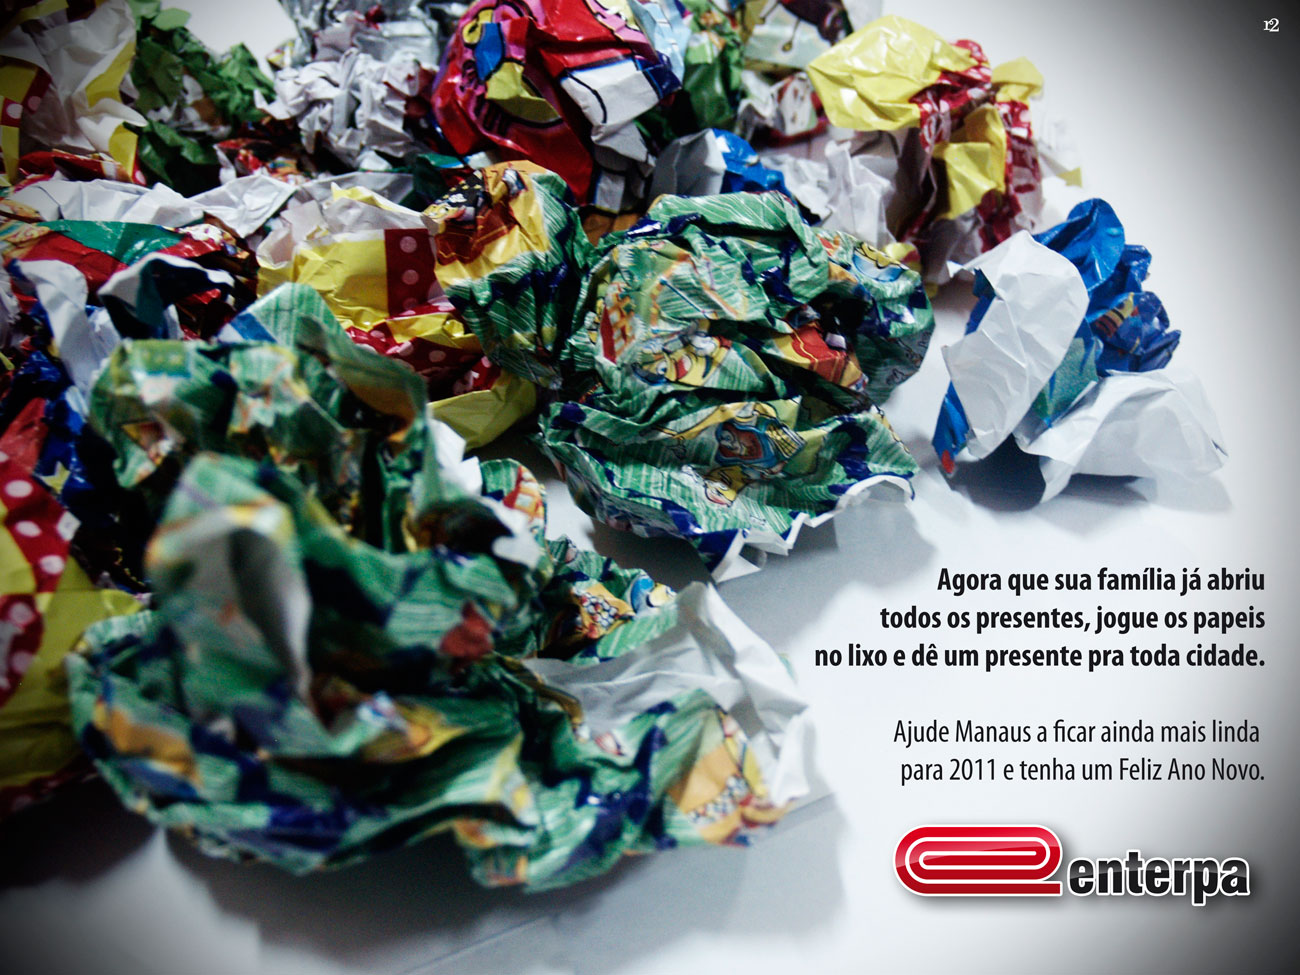 12
Agora que sua família já abriu
todos os presentes, jogue os papeis
no lixo e dê um presente pra toda cidade.
Ajude Manaus a ficar ainda mais linda
para 2011 e tenha um Feliz Ano Novo.
enterpa